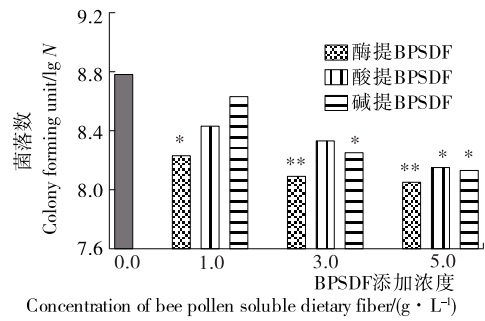 9.2
8.8
8.4
8.0
7.6
菌落数
Colony forming unit/lg N
酶提BPSDF
酸提BPSDF
碱提BPSDF
*
**
*
**
*
*
0.0
1.0
3.0
5.0
BPSDF添加浓度
Concentration of bee pollen soluble dietary fiber/(g·L⁻¹)